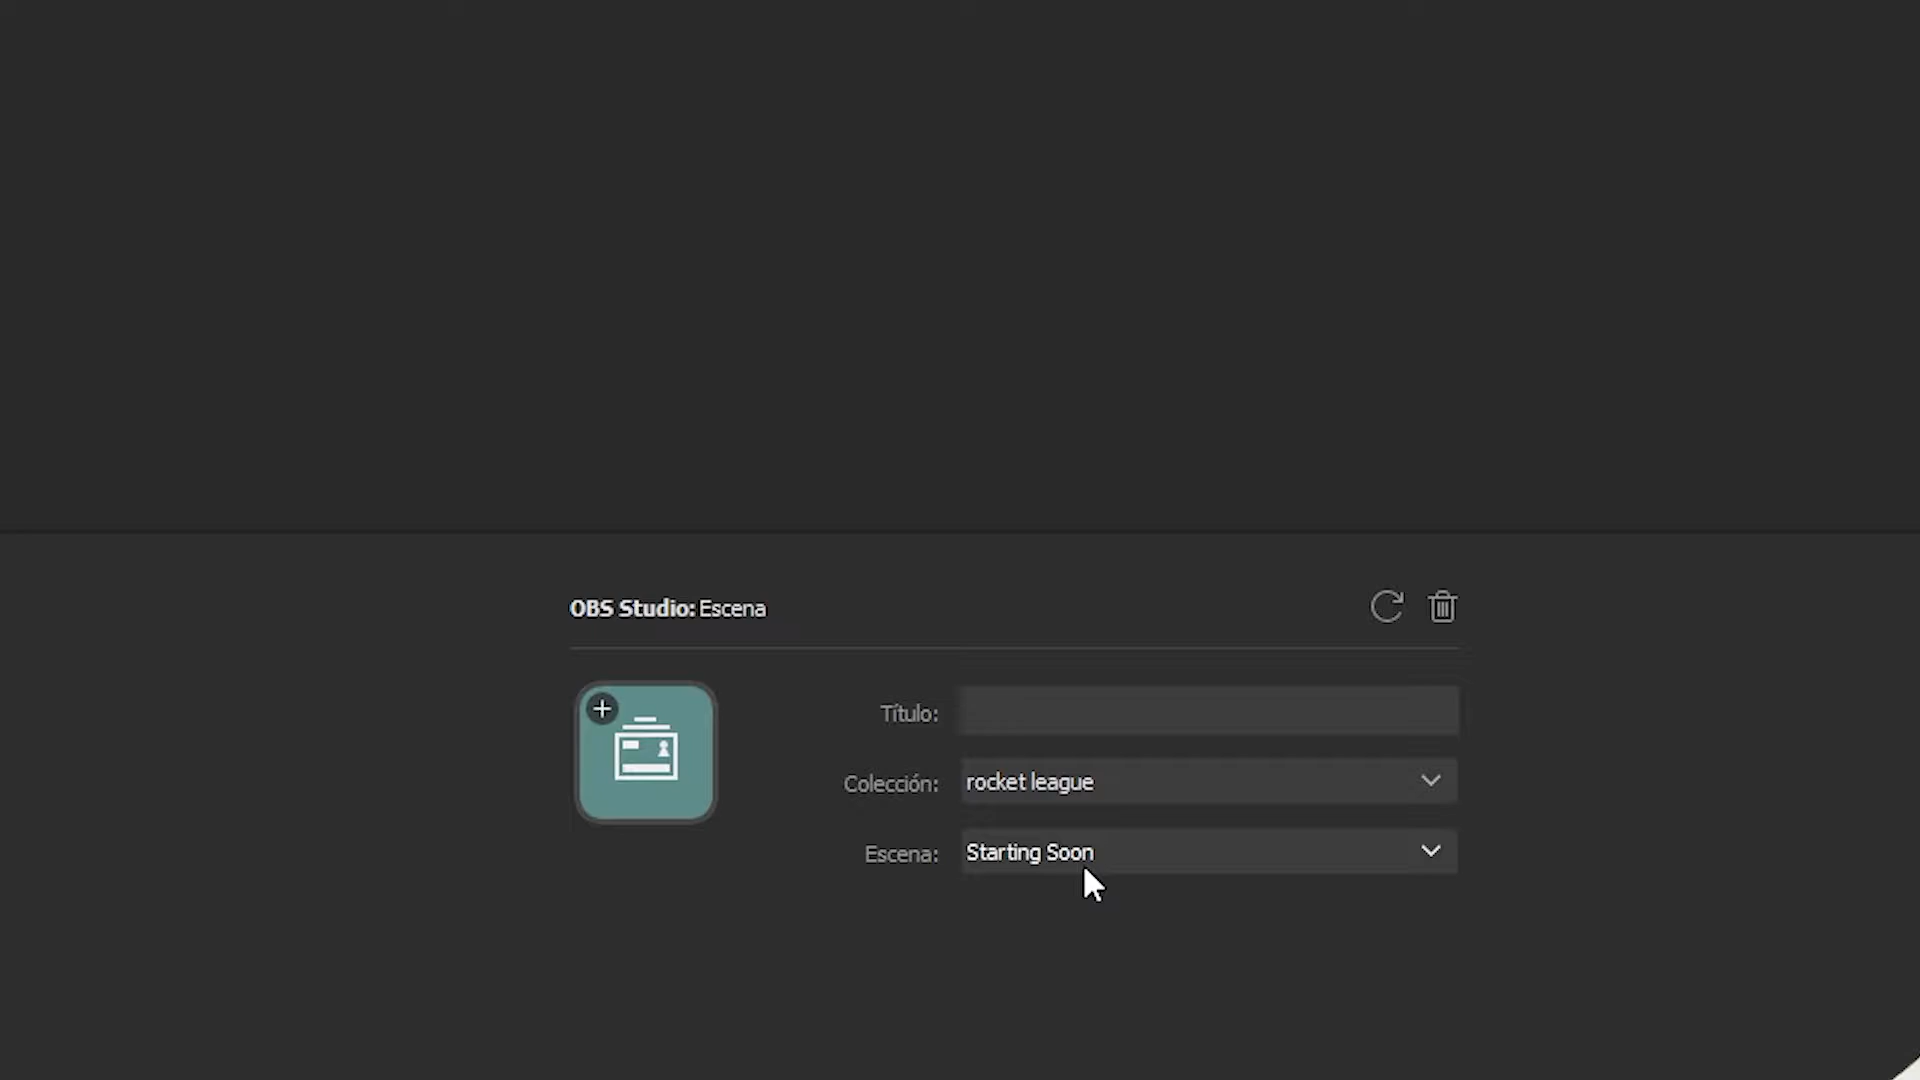 OBS Studio: Escena
Título:
Colección: rocket league
Escena: Starting Soon